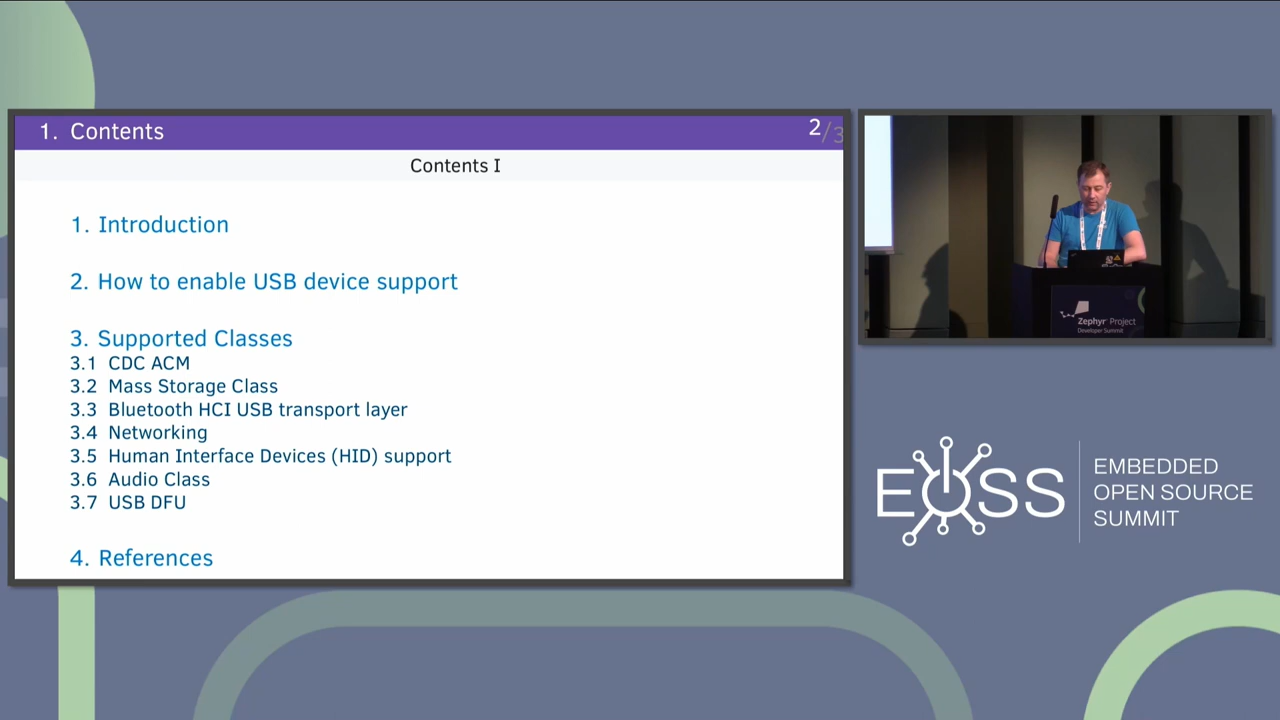 1. Contents
2/3
Contents I
1. Introduction
2. How to enable USB device support
3. Supported Classes
3.1 CDC ACM
3.2 Mass Storage Class
3.3 Bluetooth HCI USB transport layer
3.4 Networking
3.5 Human Interface Devices (HID) support
3.6 Audio Class
3.7 USB DFU
4. References
Zephyr Project
Developer Summit
EOSS
EMBEDDED
OPEN SOURCE
SUMMIT